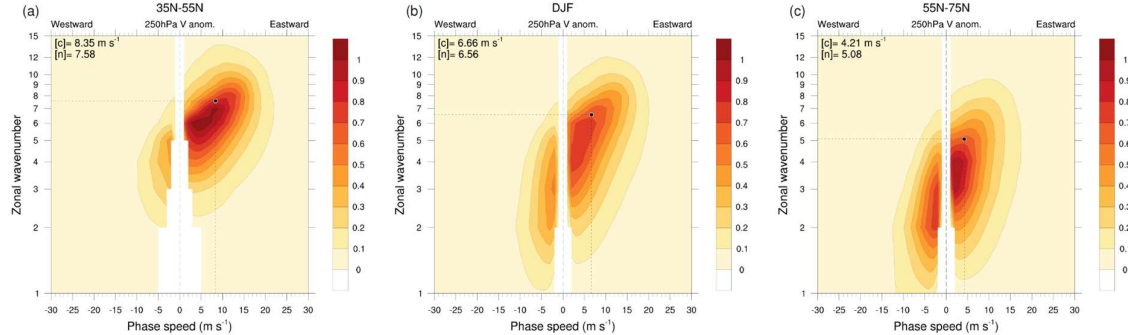 (a)
35N-55N
Westward
250hPa V anom.
Eastward
[c]= 8.35 m s⁻¹
[n]= 7.58
Zonal wavenumber
15
12
10
9
8
7
6
5
4
3
2
1
-30 -25 -20 -15 -10 -5 0 5 10 15 20 25 30
Phase speed (m s⁻¹)
1
0.9
0.8
0.7
0.6
0.5
0.4
0.3
0.2
0.1
0
(b)
DJF
Westward
250hPa V anom.
Eastward
[c]= 6.66 m s⁻¹
[n]= 6.56
Zonal wavenumber
15
12
10
9
8
7
6
5
4
3
2
1
-30 -25 -20 -15 -10 -5 0 5 10 15 20 25 30
Phase speed (m s⁻¹)
1
0.9
0.8
0.7
0.6
0.5
0.4
0.3
0.2
0.1
0
(c)
55N-75N
Westward
250hPa V anom.
Eastward
[c]= 4.21 m s⁻¹
[n]= 5.08
Zonal wavenumber
15
12
10
9
8
7
6
5
4
3
2
1
-30 -25 -20 -15 -10 -5 0 5 10 15 20 25 30
Phase speed (m s⁻¹)
1
0.9
0.8
0.7
0.6
0.5
0.4
0.3
0.2
0.1
0